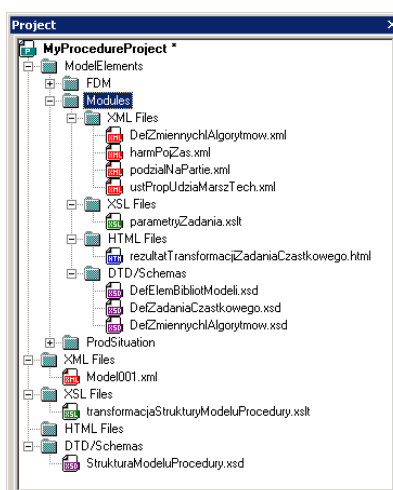 Project
MyProcedureProject *
ModelElements
FDM
Modules
XML Files
DefZmiennychIAlgorytmow.xml
harmPojZas.xml
podzialNaPartie.xml
ustPropUdziaMarszTech.xml
XSL Files
parametryZadania.xslt
HTML Files
rezultatTransformacjiZadaniaCzastkowego.html
DTD/Schemas
DefElemBibliotModeli.xsd
DefZadaniaCzastkowego.xsd
DefZmiennychIAlgorytmow.xsd
ProdSituation
XML Files
Model001.xml
XSL Files
transformacjaStrukturyModeluProcedury.xslt
HTML Files
DTD/Schemas
StrukturaModeluProcedury.xsd